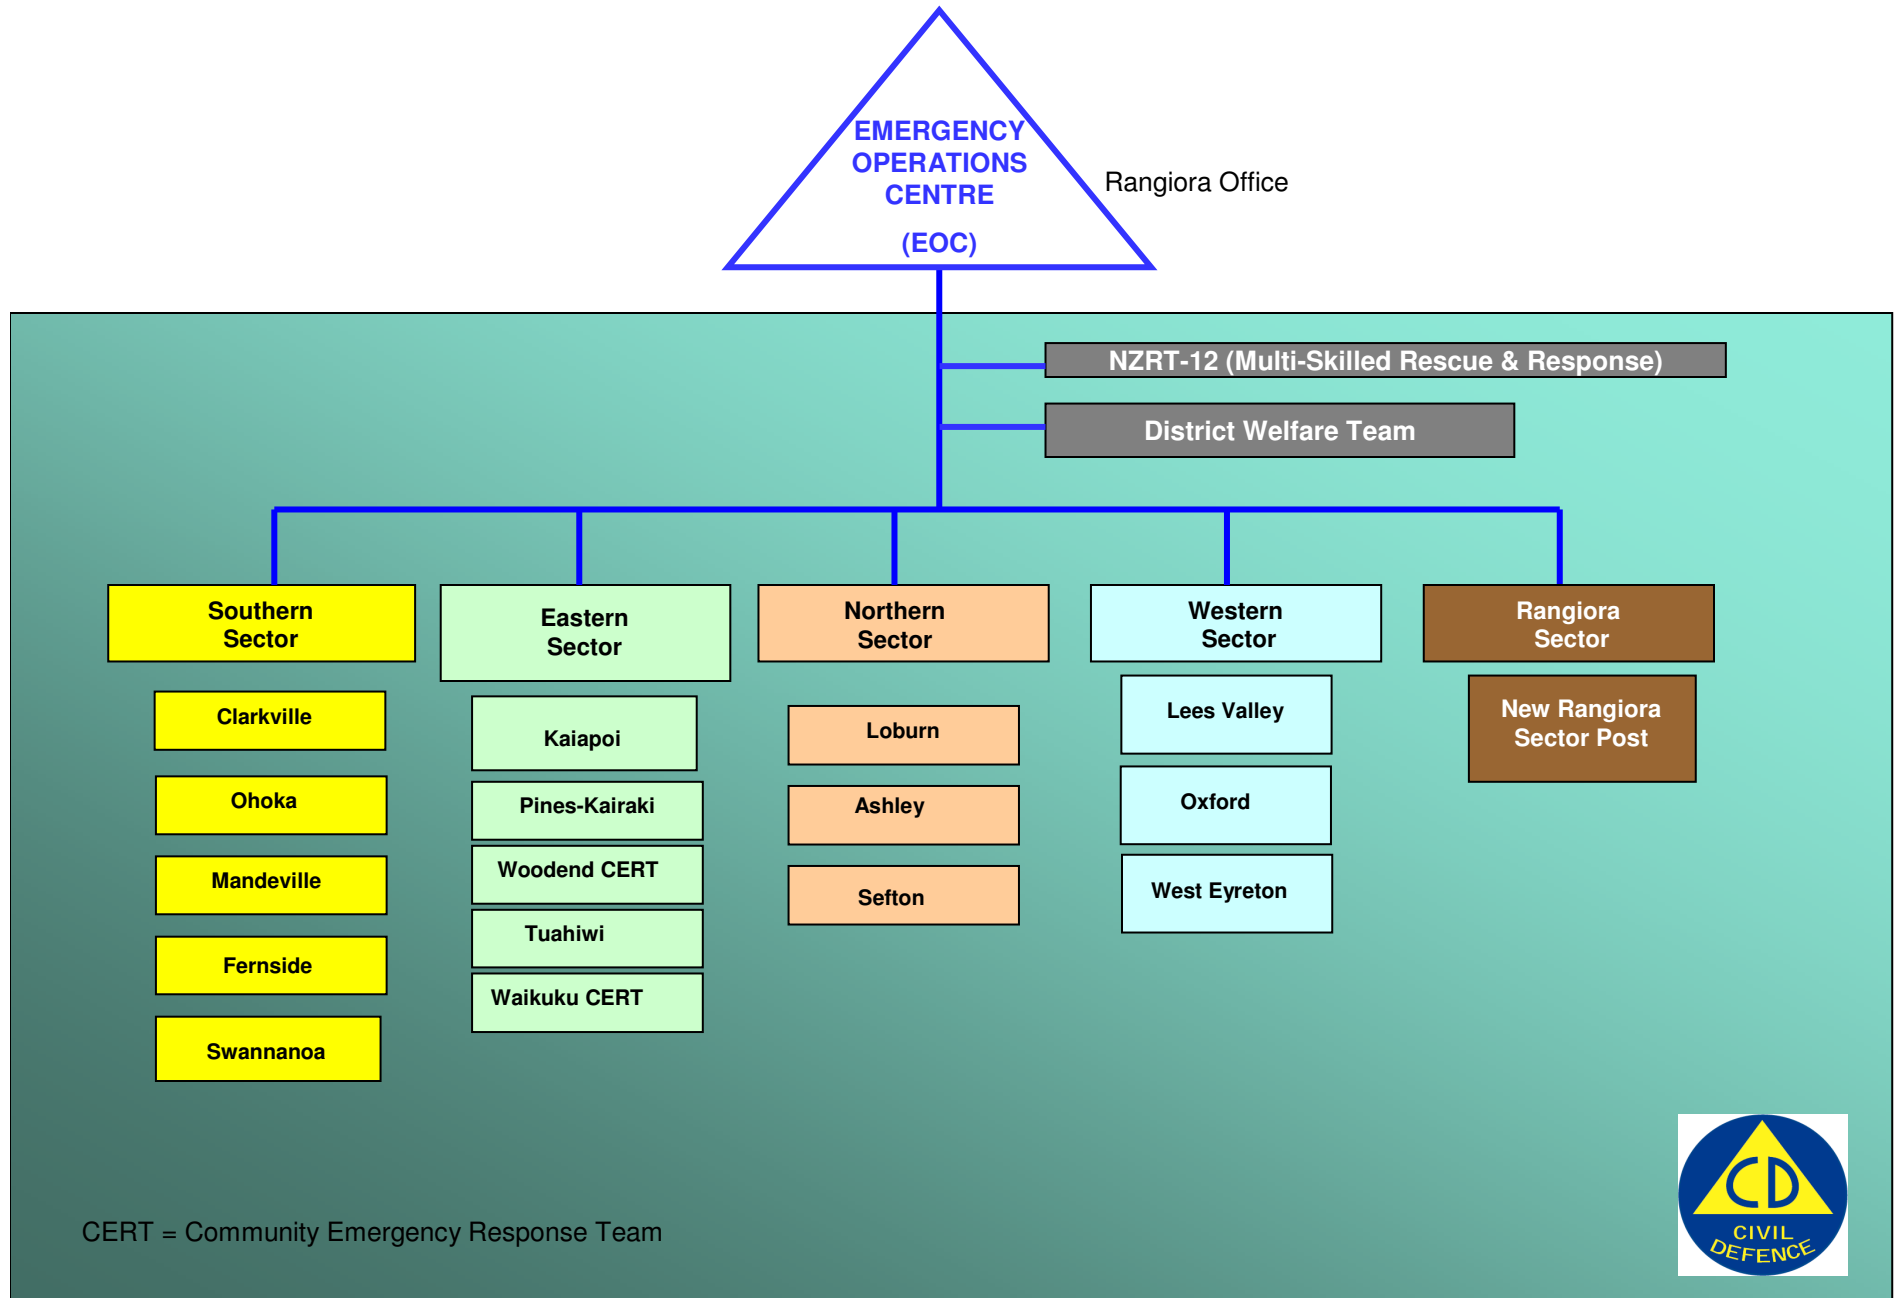 EMERGENCY
OPERATIONS
CENTRE
(EOC)
Rangiora Office
NZRT-12 (Multi-Skilled Rescue & Response)
District Welfare Team
Southern
Sector
Clarkville
Ohoka
Mandeville
Fernside
Swannanoa
Eastern
Sector
Kaiapoi
Pines-Kairaki
Woodend CERT
Tuahiwi
Waikuku CERT
Northern
Sector
Loburn
Ashley
Sefton
Western
Sector
Lees Valley
Oxford
West Eyreton
Rangiora
Sector
New Rangiora
Sector Post
CERT = Community Emergency Response Team
CD
CIVIL
DEFENCE